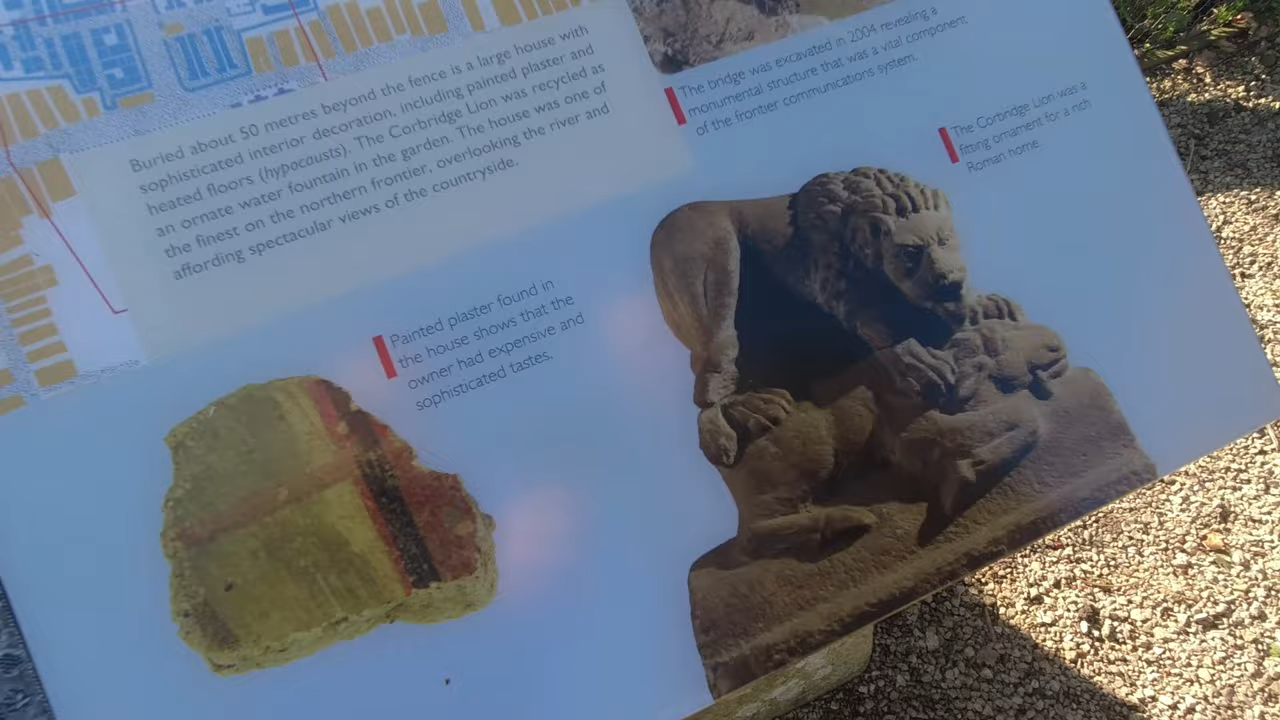 Buried about 50 metres beyond the fence is a large house with
sophisticated interior decoration, including painted plaster and
heated floors (hypocausts). The Corbridge Lion was recycled as
an ornate water fountain in the garden. The house was one of
the finest on the northern frontier, overlooking the river and
affording spectacular views of the countryside.
The bridge was excavated in 2004 revealing a
monumental structure that was a vital component
of the frontier communications system.
The Corbridge Lion was a
fitting ornament for a rich
Roman home
Painted plaster found in
the house shows that the
owner had expensive and
sophisticated tastes.